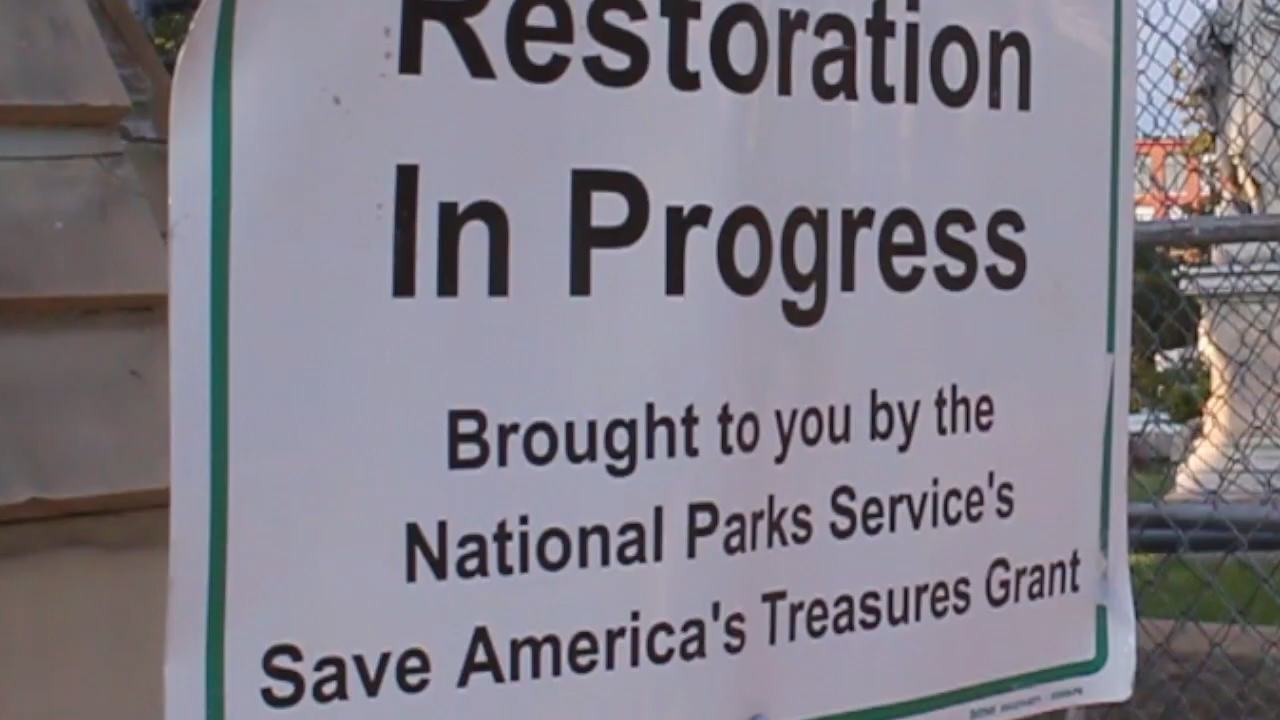 Restoration
In Progress
Brought to you by the
National Parks Service's
Save America's Treasures Grant